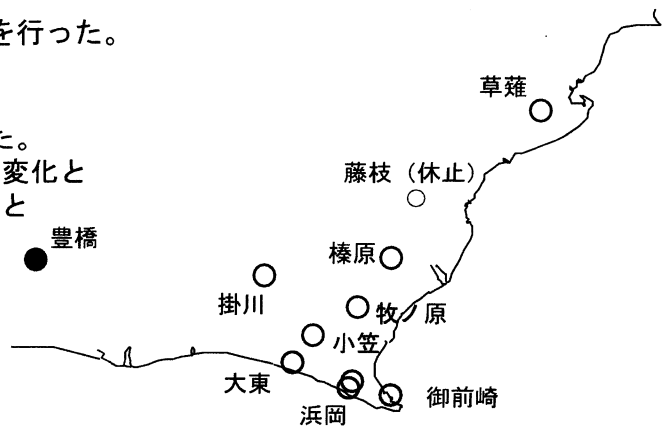 を行った。
た。
変化と
と
草薙
藤枝（休止）
豊橋
榛原
掛川
牧ノ原
小笠
大東
御前崎
浜岡